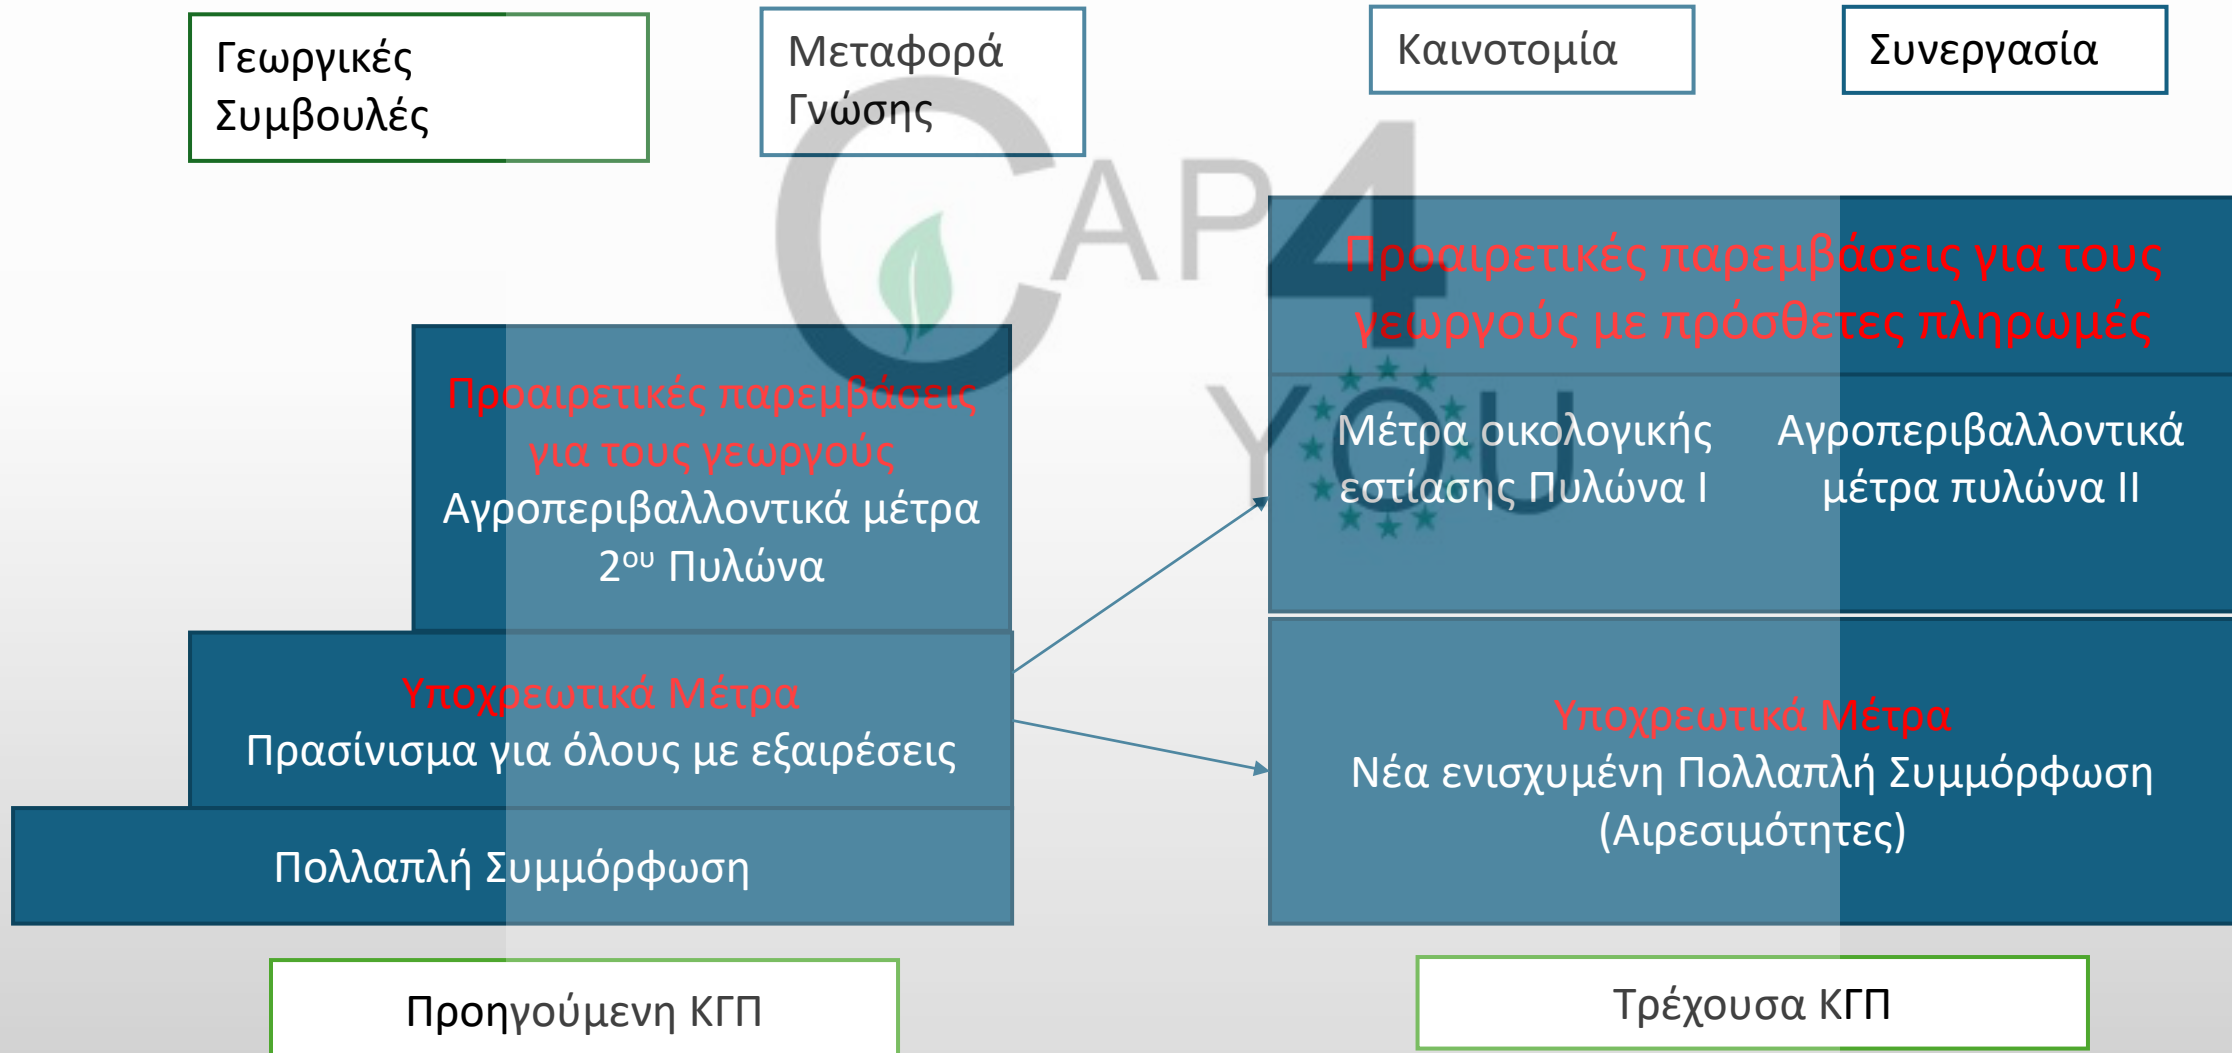 Γεωργικές
Συμβουλές
Μεταφορά
Γνώσης
Καινοτομία
Συνεργασία
CAP4
YOU
Προαιρετικές παρεμβάσεις
για τους γεωργούς
Αγροπεριβαλλοντικά μέτρα
2ου Πυλώνα
Υποχρεωτικά Μέτρα
Πρασίνισμα για όλους με εξαιρέσεις
Πολλαπλή Συμμόρφωση
Προηγούμενη ΚΓΠ
Προαιρετικές παρεμβάσεις για τους
γεωργούς με πρόσθετες πληρωμές
Μέτρα οικολογικής
εστίασης Πυλώνα Ι
Αγροπεριβαλλοντικά
μέτρα πυλώνα ΙΙ
Υποχρεωτικά Μέτρα
Νέα ενισχυμένη Πολλαπλή Συμμόρφωση
(Αιρεσιμότητες)
Τρέχουσα ΚΓΠ